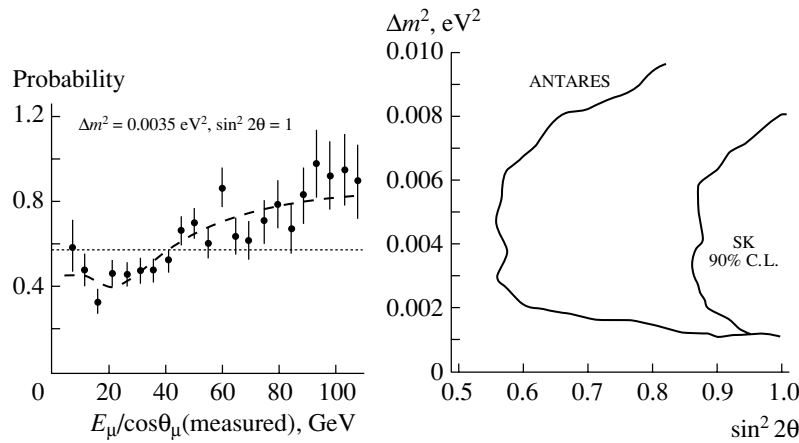 Probability
1.2
0.8
0.4
0
20
40
60
80
100
Δm² = 0.0035 eV², sin² 2θ = 1
E_μ/cosθ_μ(measured), GeV
Δm², eV²
0.010
0.008
0.006
0.004
0.002
0
0.5
0.6
0.7
0.8
0.9
1.0
ANTARES
SK
90% C.L.
sin² 2θ